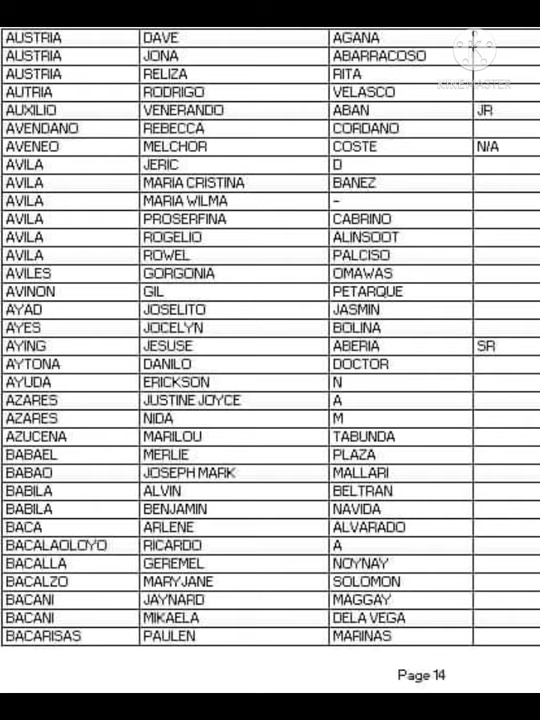 AUSTRIA DAVE AGANA
AUSTRIA JONA ABARRACOSO
AUSTRIA RELIZA RITA
KINEMASTER
AUTRIA RODRIGO VELASCO
AUXILIO VENERANDO ABAN JR
AVENDANO REBECCA CORDANO
AVENEO MELCHOR COSTE N/A
AVILA JERIC D
AVILA MARIA CRISTINA BANEZ
AVILA MARIA WILMA -
AVILA PROSERFINA CABRINO
AVILA ROGELIO ALINSOOT
AVILA ROWEL PALCISO
AVILES GORGONIA OMAWAS
AVINON GIL PETARQUE
AYAD JOSELITO JASMIN
AYES JOCELYN BOLINA
AYING JESUSE ABERIA SR
AYTONA DANILO DOCTOR
AYUDA ERICKSON N
AZARES JUSTINE JOYCE A
AZARES NIDA M
AZUCENA MARILOU TABUNDA
BABAEL MERLIE PLAZA
BABAO JOSEPH MARK MALLARI
BABILA ALVIN BELTRAN
BABILA BENJAMIN NAVIDA
BACA ARLENE ALVARADO
BACALAOLOYO RICARDO A
BACALLA GEREMEL NOYNAY
BACALZO MARYJANE SOLOMON
BACANI JAYNARD MAGGAY
BACANI MIKAELA DELA VEGA
BACARISAS PAULEN MARINAS
Page 14